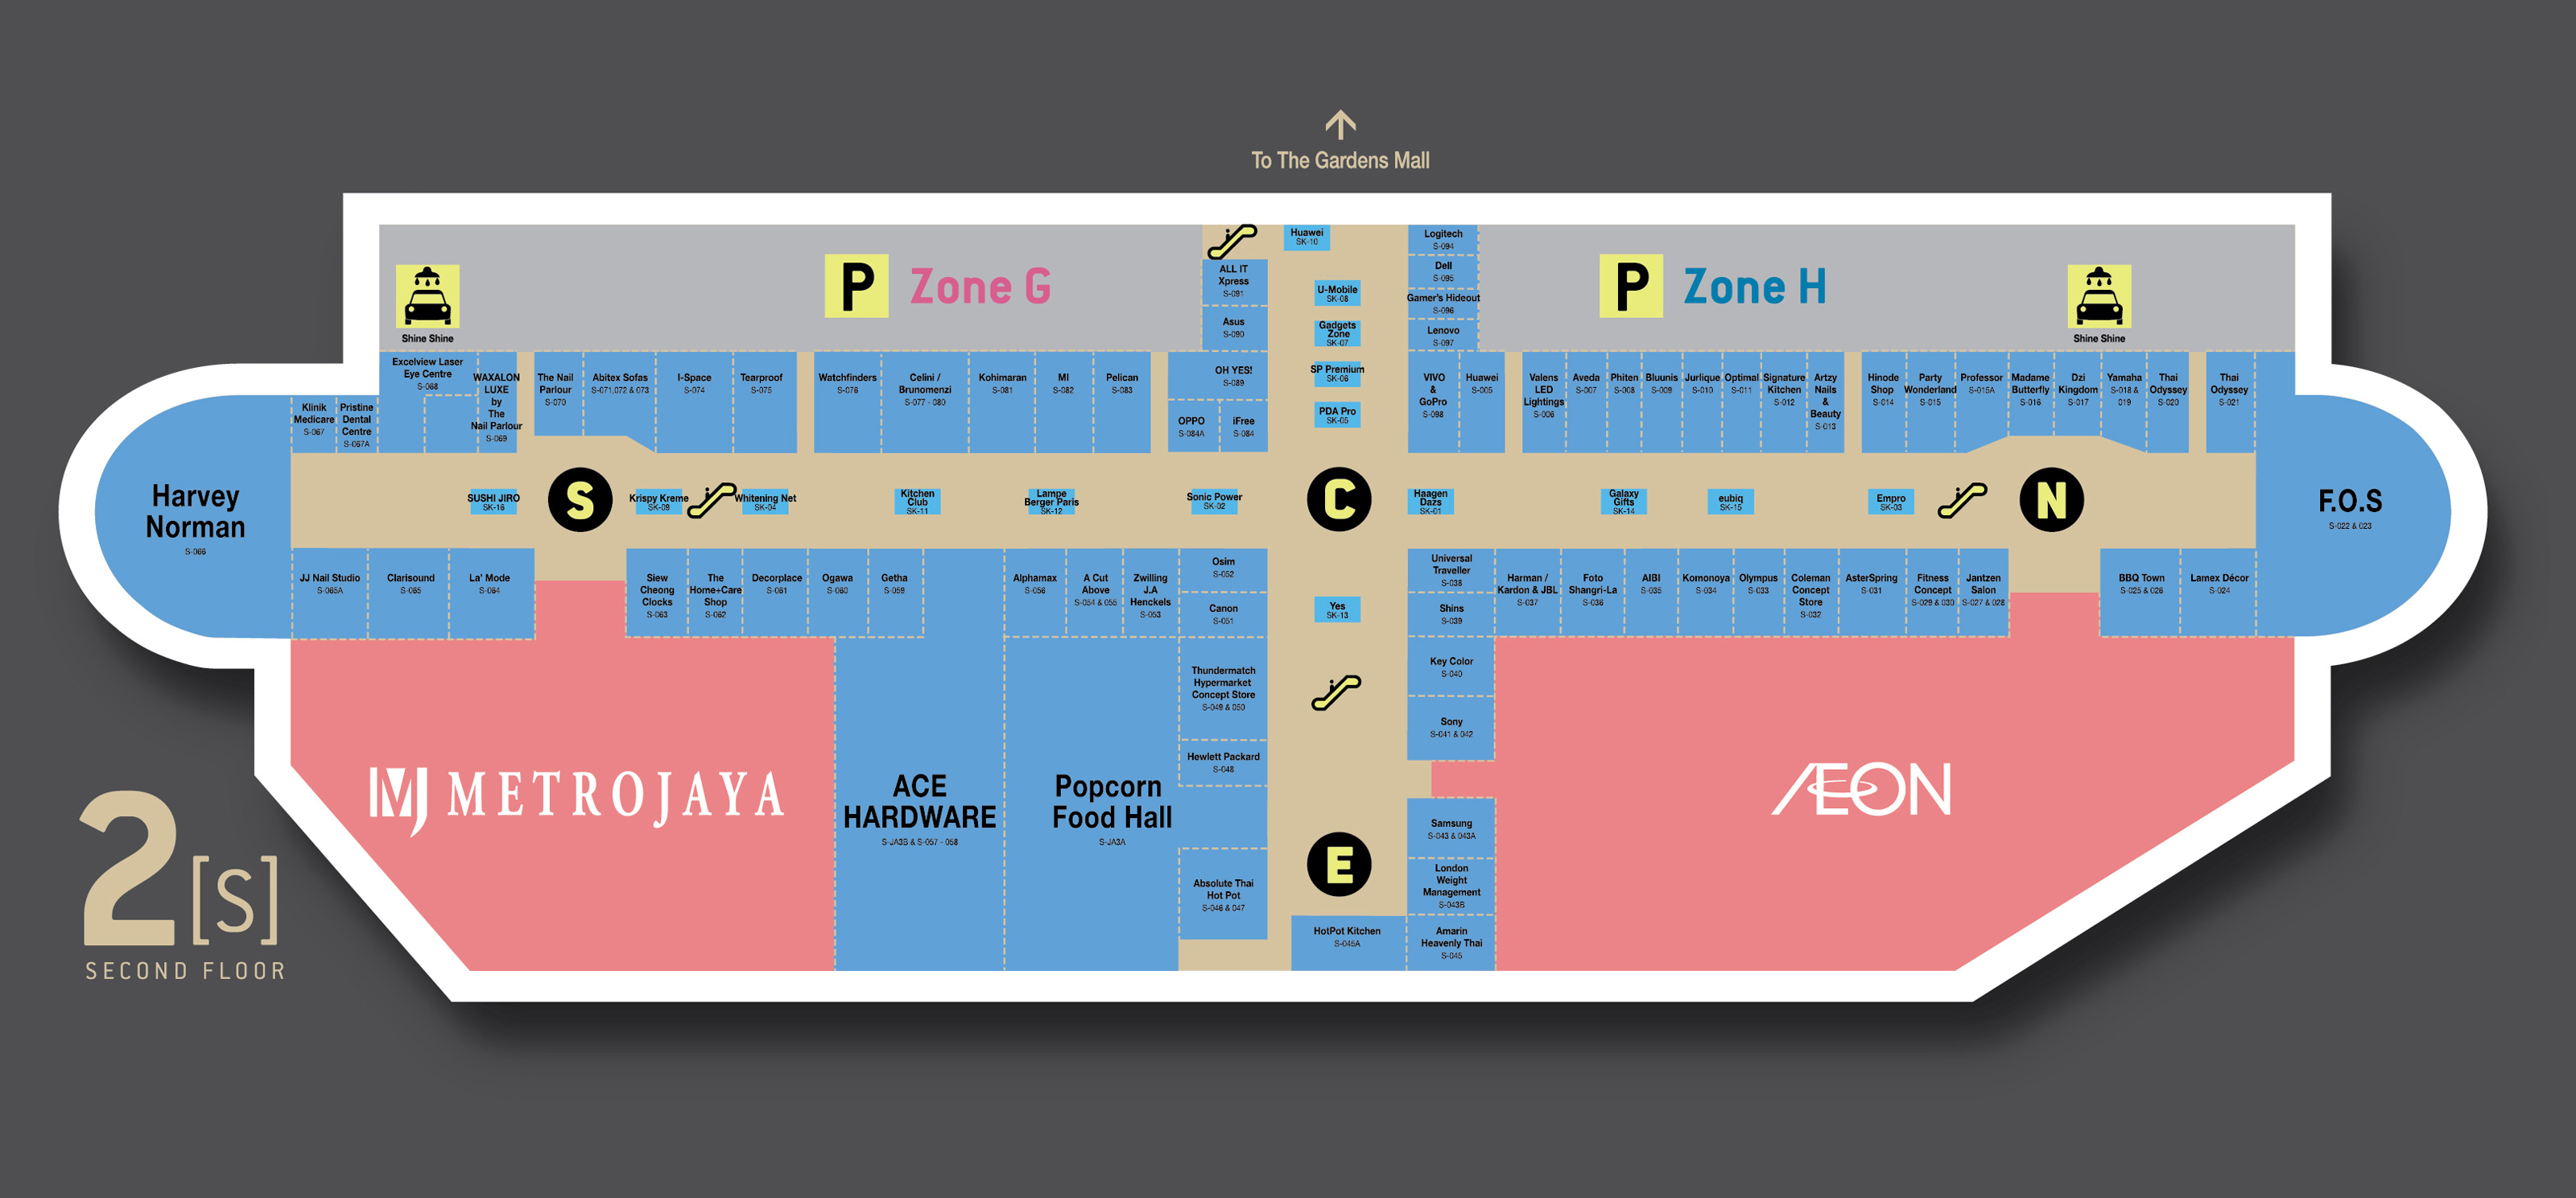 To The Gardens Mall
Shine Shine
P
Zone G
ALL IT
Xpress
S-091
Asus
S-090
Huawei
SK-10
U-Mobile
SK-08
Gadgets
Zone
SK-07
SP Premium
SK-06
PDA Pro
SK-05
Logitech
S-094
Dell
S-095
Gamer's Hideout
S-096
Lenovo
S-097
P
Zone H
Shine Shine
Klinik
Medicare
S-067
Pristine
Dental
Centre
S-067A
Excelview Laser
Eye Centre
S-068
WAXALON
LUXE
by
The
Nail Parlour
S-069
The Nail
Parlour
S-070
Abitex Sofas
S-071,072 & 073
I-Space
S-074
Tearproof
S-075
Watchfinders
S-076
Celini /
Brunomenzi
S-077 - 080
Kohimaran
S-081
MI
S-082
Pelican
S-083
OH YES!
S-089
OPPO
S-084A
iFree
S-084
VIVO
&
GoPro
S-098
Huawei
S-005
Valens
LED
Lightings
S-006
Aveda
S-007
Phiten
S-008
Bluunis
S-009
Jurlique
S-010
Optimal
S-011
Signature
Kitchen
S-012
Artzy
Nails
&
Beauty
S-013
Hinode
Shop
S-014
Party
Wonderland
S-015
Professor
S-015A
Madame
Butterfly
S-016
Dzi
Kingdom
S-017
Yamaha
S-018 &
019
Thai
Odyssey
S-020
Thai
Odyssey
S-021
Harvey
Norman
S-066
SUSHI JIRO
SK-16
S
Krispy Kreme
SK-09
Whitening Net
SK-04
Kitchen
Club
SK-11
Lampe
Berger Paris
SK-12
Sonic Power
SK-02
C
Haagen
Dazs
SK-01
Galaxy
Gifts
SK-14
eubiq
SK-15
Empro
SK-03
N
F.O.S
S-022 & 023
JJ Nail Studio
S-065A
Clarisound
S-065
La' Mode
S-064
Siew
Cheong
Clocks
S-063
The
Home+Care
Shop
S-062
Decorplace
S-061
Ogawa
S-060
Getha
S-059
Alphamax
S-056
A Cut
Above
S-054 & 055
Zwilling
J.A
Henckels
S-053
Osim
S-052
Canon
S-051
Yes
SK-13
Universal
Traveller
S-038
Shins
S-039
Harman /
Kardon & JBL
S-037
Foto
Shangri-La
S-036
AIBI
S-035
Komonoya
S-034
Olympus
S-033
Coleman
Concept
Store
S-032
AsterSpring
S-031
Fitness
Concept
S-029 & 030
Jantzen
Salon
S-027 & 028
BBQ Town
S-025 & 026
Lamex Décor
S-024
METROJAYA
ACE
HARDWARE
S-JA3B & S-057 - 058
Popcorn
Food Hall
S-JA3A
Thundermatch
Hypermarket
Concept Store
S-049 & 050
Hewlett Packard
S-048
Absolute Thai
Hot Pot
S-046 & 047
Key Color
S-040
Sony
S-041 & 042
Samsung
S-043 & 043A
London
Weight
Management
S-043B
E
HotPot Kitchen
S-045A
Amarin
Heavenly Thai
S-045
ÆON
2[S]
SECOND FLOOR